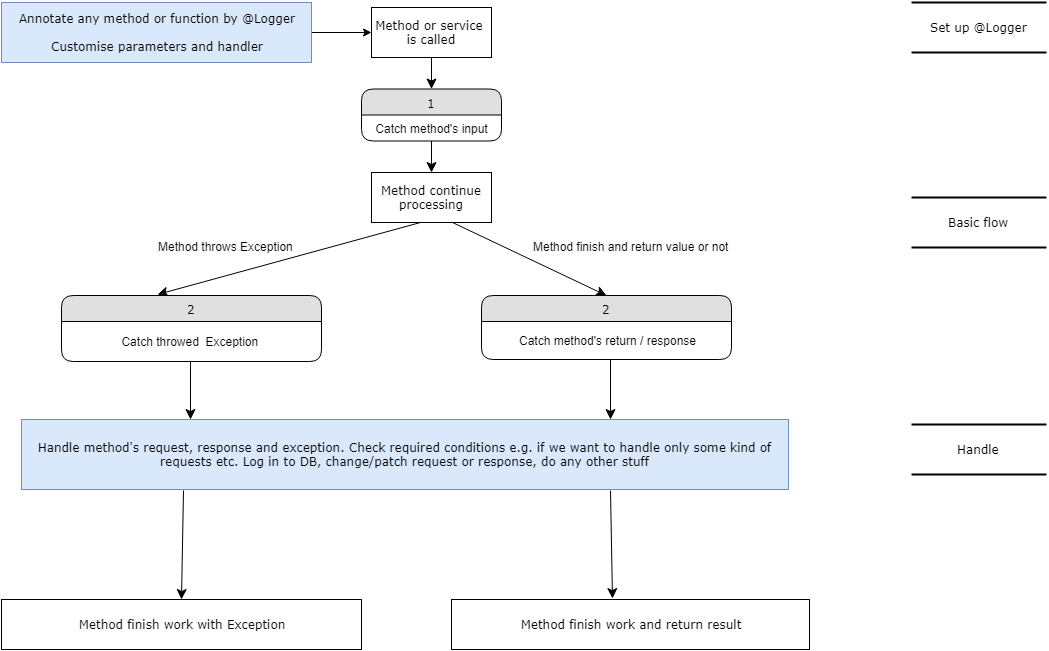 Annotate any method or function by @Logger
Customise parameters and handler
Method or service
is called
Set up @Logger
1
Catch method's input
Method continue
processing
Basic flow
Method throws Exception
Method finish and return value or not
2
Catch throwed  Exception
2
Catch method's return / response
Handle method's request, response and exception. Check required conditions e.g. if we want to handle only some kind of
requests etc. Log in to DB, change/patch request or response, do any other stuff
Handle
Method finish work with Exception
Method finish work and return result